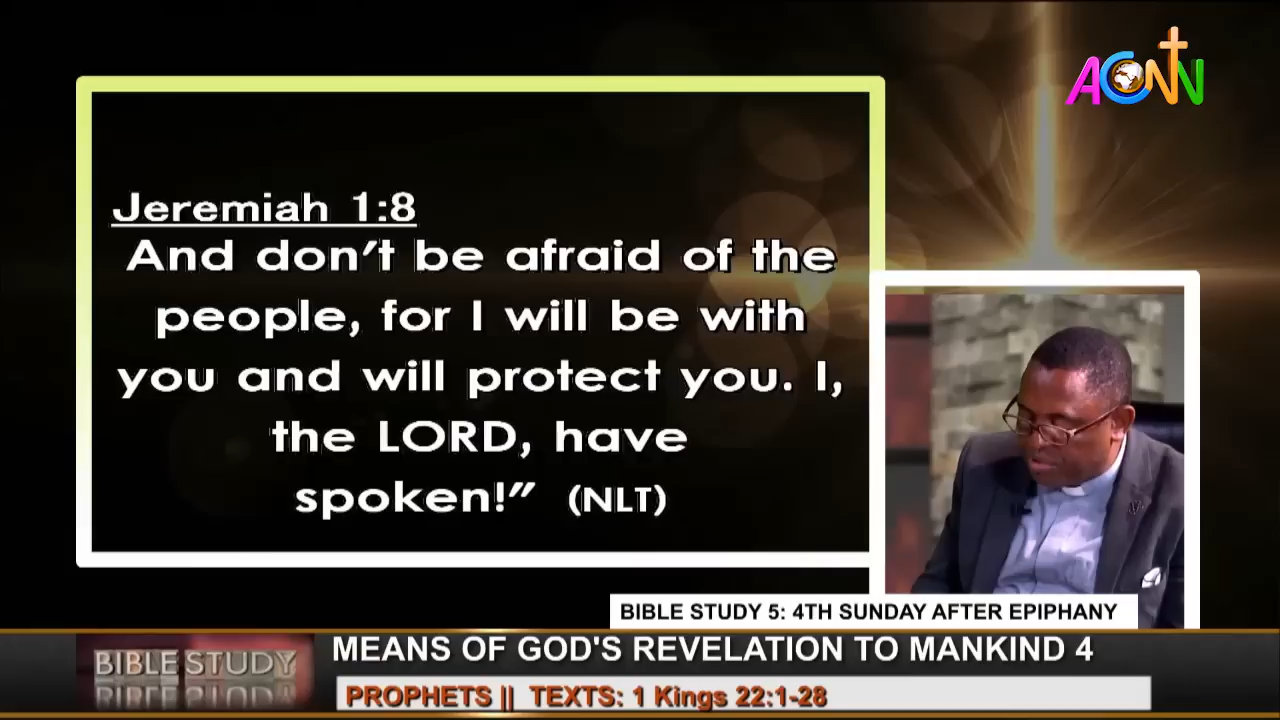 ACNN
Jeremiah 1:8
And don't be afraid of the
people, for I will be with
you and will protect you. I,
the LORD, have
spoken!” (NLT)
BIBLE STUDY 5: 4TH SUNDAY AFTER EPIPHANY
BIBLE STUDY
MEANS OF GOD'S REVELATION TO MANKIND 4
PROPHETS || TEXTS: 1 Kings 22:1-28